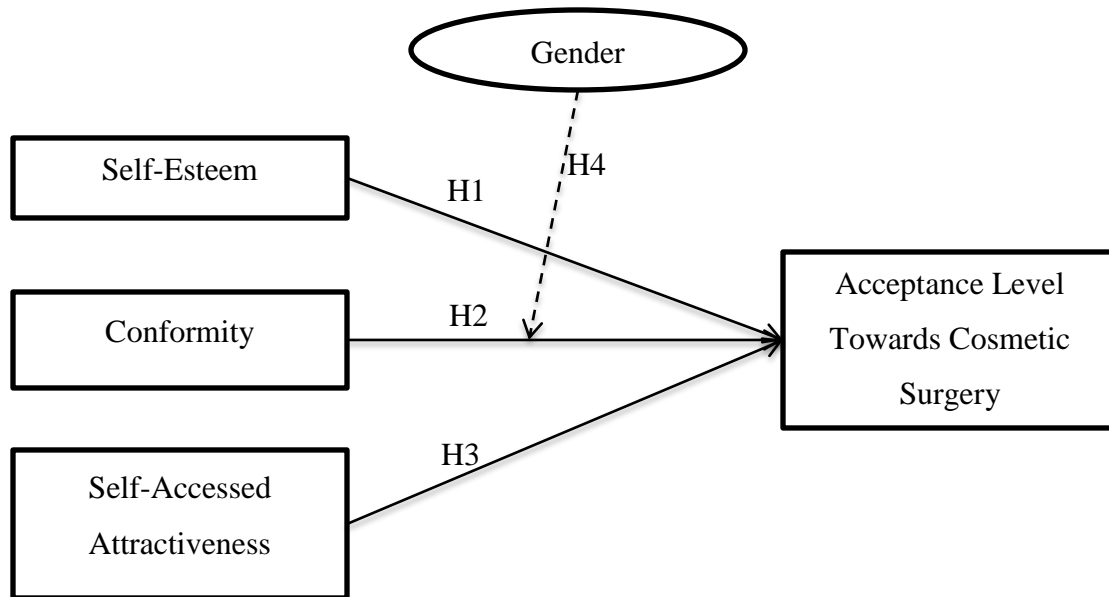 Gender
Self-Esteem
H4
H1
Acceptance Level
Towards Cosmetic
Surgery
Conformity
H2
H3
Self-Accessed
Attractiveness